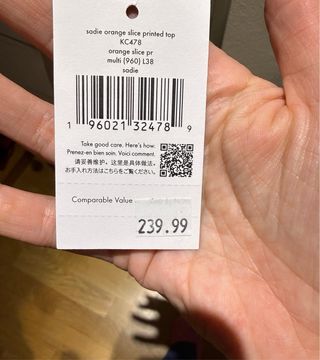 sadie orange slice printed top
KC478
orange slice pr
multi (960) L38
sadie
1 96021 32478 9
Take good care. Here's how.
Prenez-en bien soin. Voici comment.
请妥善维护，这里是具体做法。
お手入れ方法はこちらをご覧ください。
Comparable Value
239.99